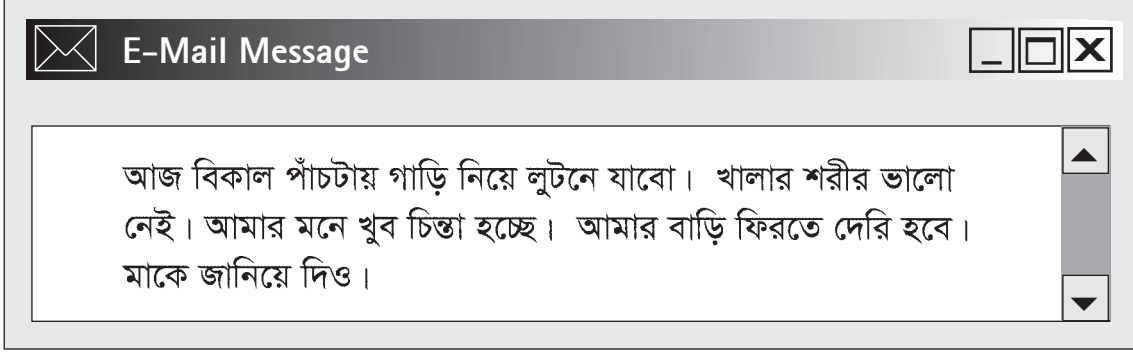 E-Mail Message
আজ বিকাল পাঁচটায় গাড়ি নিয়ে লুটনে যাবো। খালার শরীর ভালো
নেই। আমার মনে খুব চিন্তা হচ্ছে। আমার বাড়ি ফিরতে দেরি হবে।
মাকে জানিয়ে দিও।